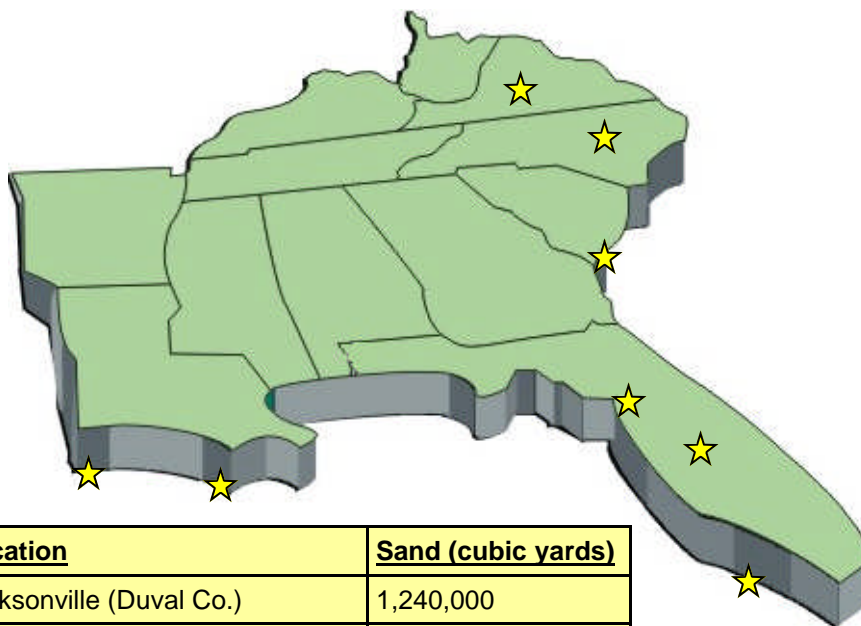 cation Sand (cubic yards)
ksonville (Duval Co.) 1,240,000